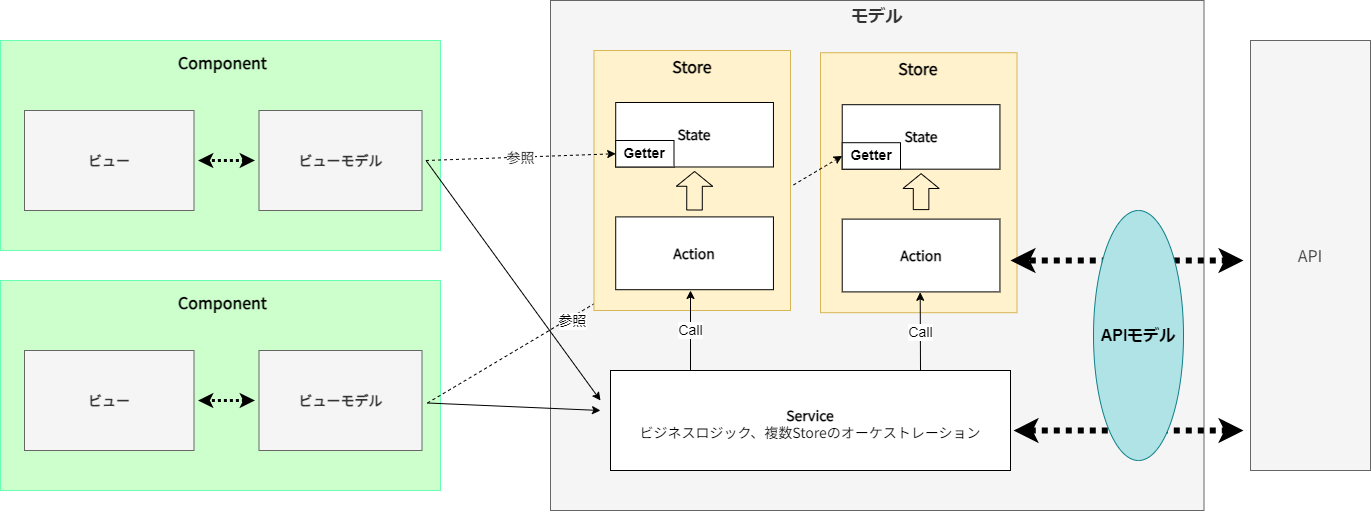 モデル
Component
ビュー
ビューモデル
参照
Store
State
Getter
Action
Call
Store
State
Getter
Action
Call
Component
ビュー
ビューモデル
参照
Service
ビジネスロジック、複数Storeのオーケストレーション
APIモデル
API